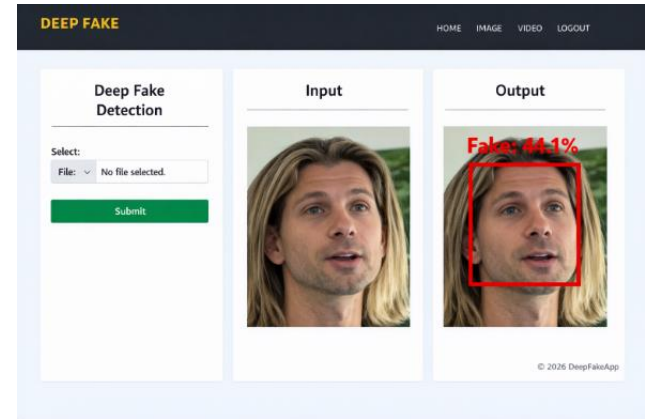 DEEP FAKE
HOME IMAGE VIDEO LOGOUT
Deep Fake
Detection
Select:
File: No file selected.
Submit
Input
Output
Fake: 44.1%
© 2026 DeepFakeApp